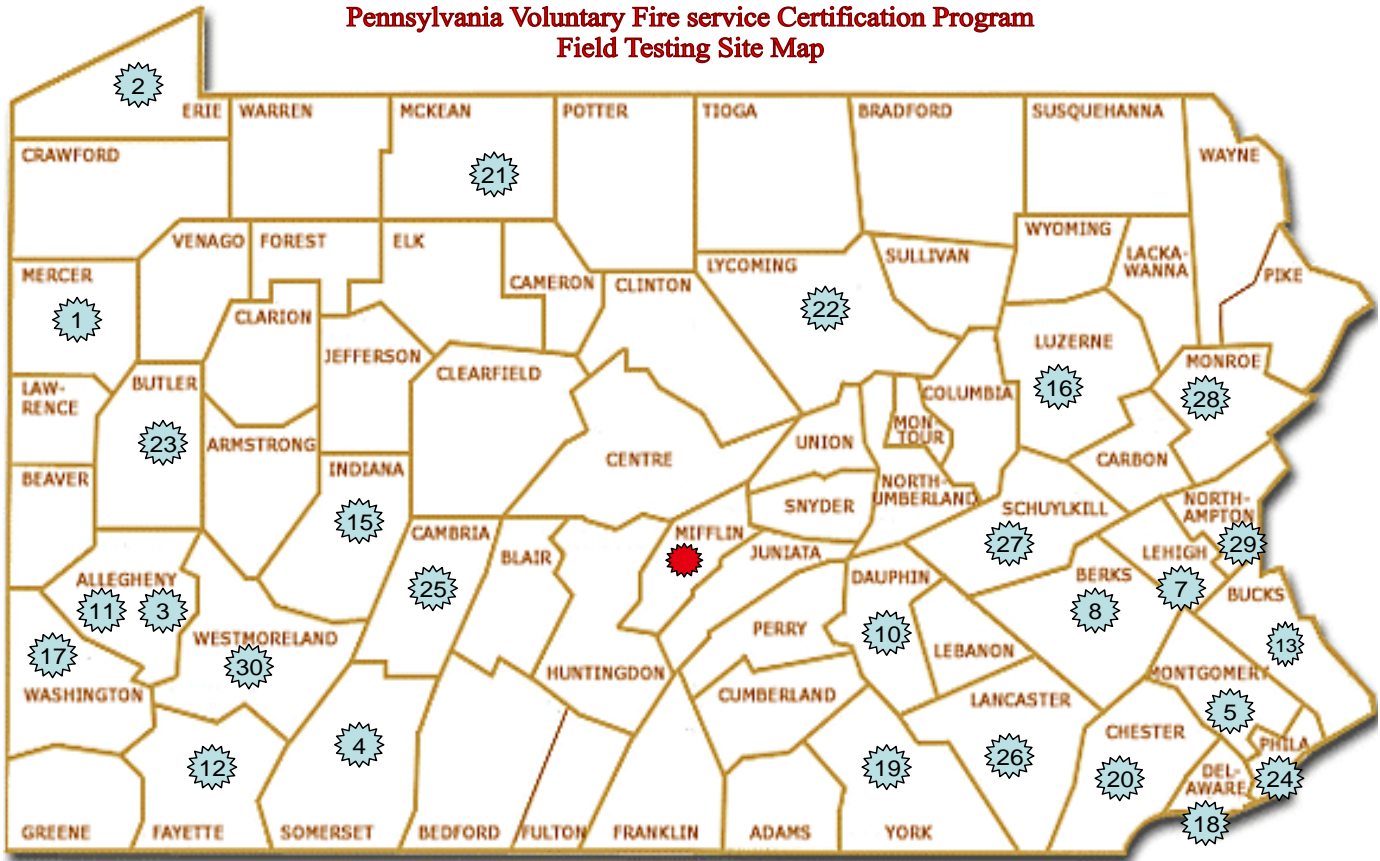 Pennsylvania Voluntary Fire service Certification Program
Field Testing Site Map
2
ERIE
WARREN
MCKEAN
POTTER
TIOGA
BRADFORD
SUSQUEHANNA
WAYNE
CRAWFORD
21
VENAGO
FOREST
ELK
WYOMING
LACKA-
WANNA
MERCER
CAMERON
CLINTON
LYCOMING
SULLIVAN
PIKE
1
CLARION
22
JEFFERSON
LUZERNE
MONROE
LAW-
RENCE
BUTLER
CLEARFIELD
COLUMBIA
16
28
23
ARMSTRONG
CENTRE
UNION
MON
TOUR
CARBON
BEAVER
INDIANA
SNYDER
NORTH-
UMBERLAND
NORTH-
AMPTON
15
CAMBRIA
BLAIR
MIFFLIN
JUNIATA
SCHUYLKILL
27
LEHIGH
29
ALLEGHENY
11
3
25
DAUPHIN
BERKS
8
7
BUCKS
WESTMORELAND
PERRY
10
LEBANON
13
17
WASHINGTON
30
HUNTINGDON
CUMBERLAND
LANCASTER
MONTGOMERY
5
4
CHESTER
PHILA
12
19
26
20
DEL-
AWARE
24
18
GREENE
FAYETTE
SOMERSET
BEDFORD
FULTON
FRANKLIN
ADAMS
YORK